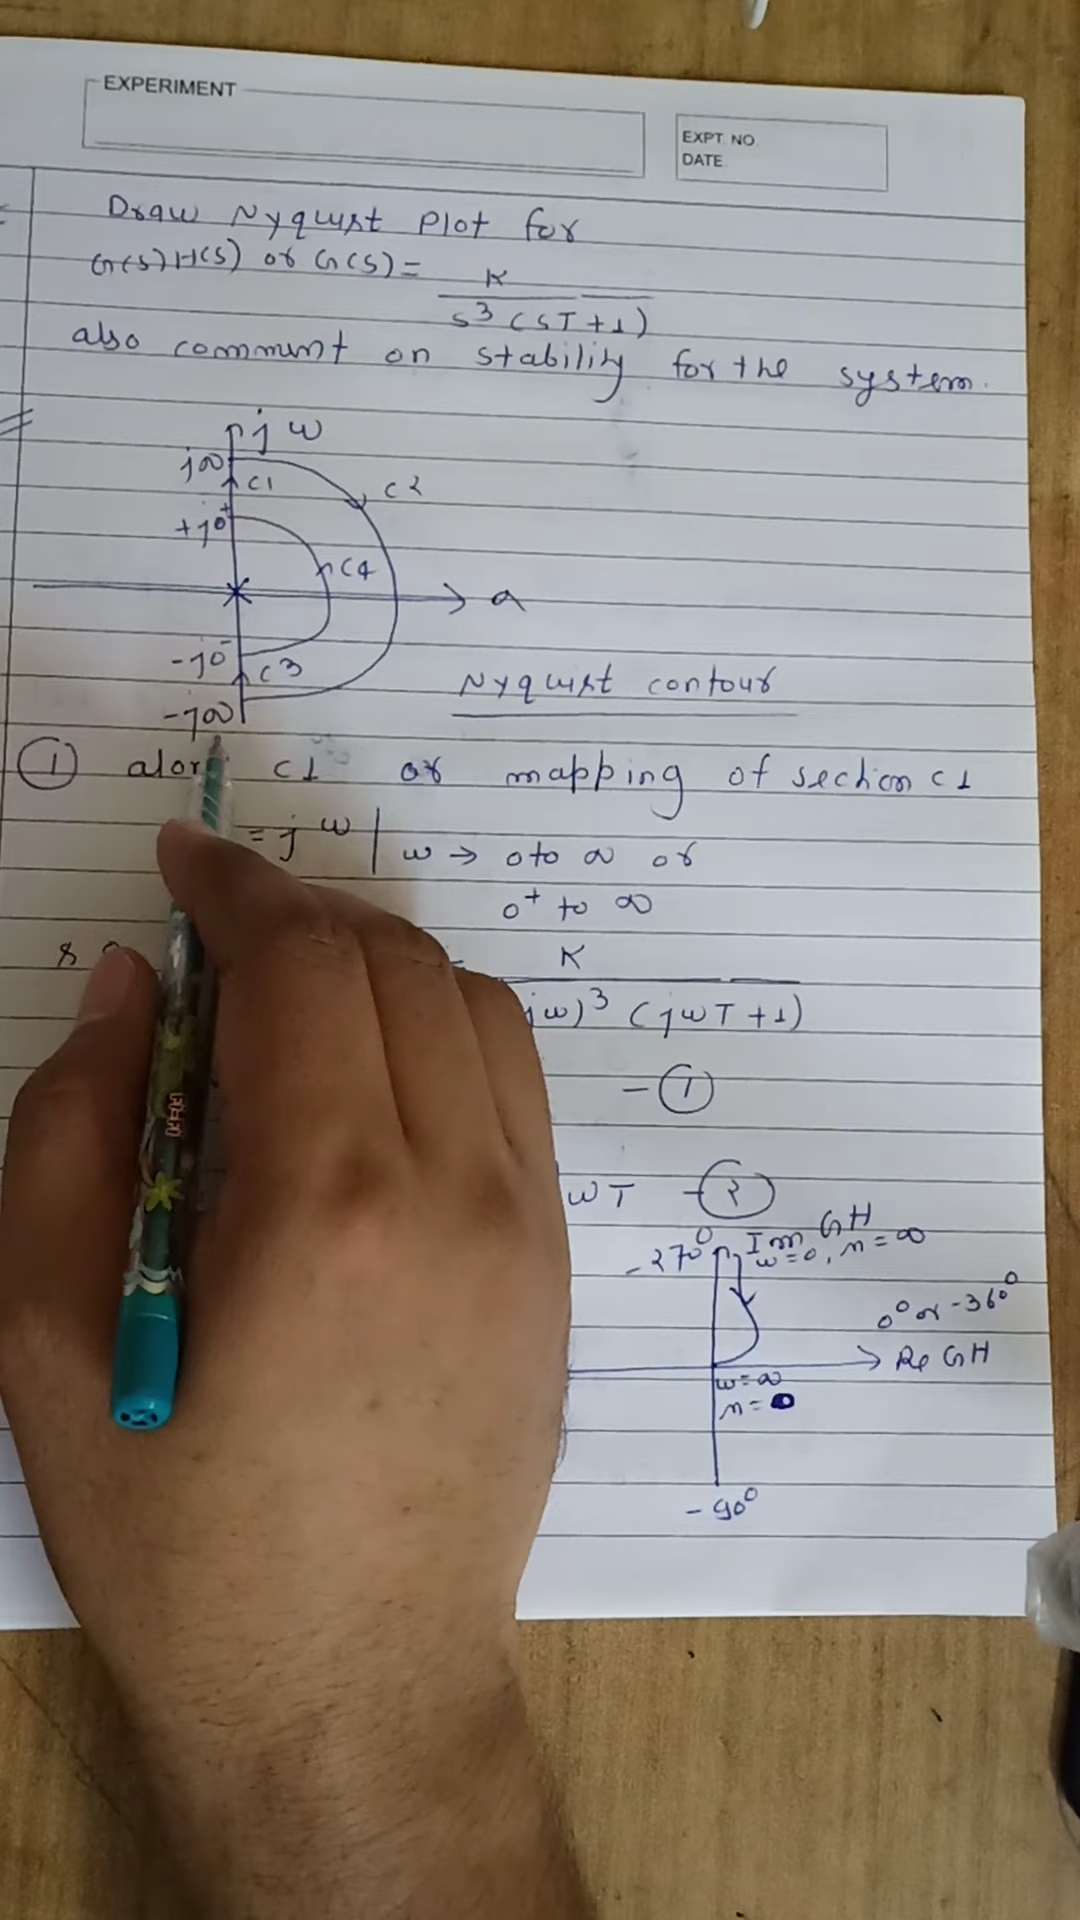 EXPERIMENT
EXPT. NO.
DATE
Draw Nyquist Plot for
G(s)H(s) or G(s) = K
s³ (sT + 1)
also comment on stability for the system.
jω
j∞
C1
C2
+j0⁺
C4
σ
-j0⁻
C3
Nyquist contour
-j∞
① along C1 or mapping of section C1
= jω | ω → 0 to ∞ or
0⁺ to ∞
K
jω)³ (jωT + 1)
- ①
ωT - ②
-270° Im GH
ω=0, m=∞
0° or -360°
Re GH
ω=∞
m=0
-90°